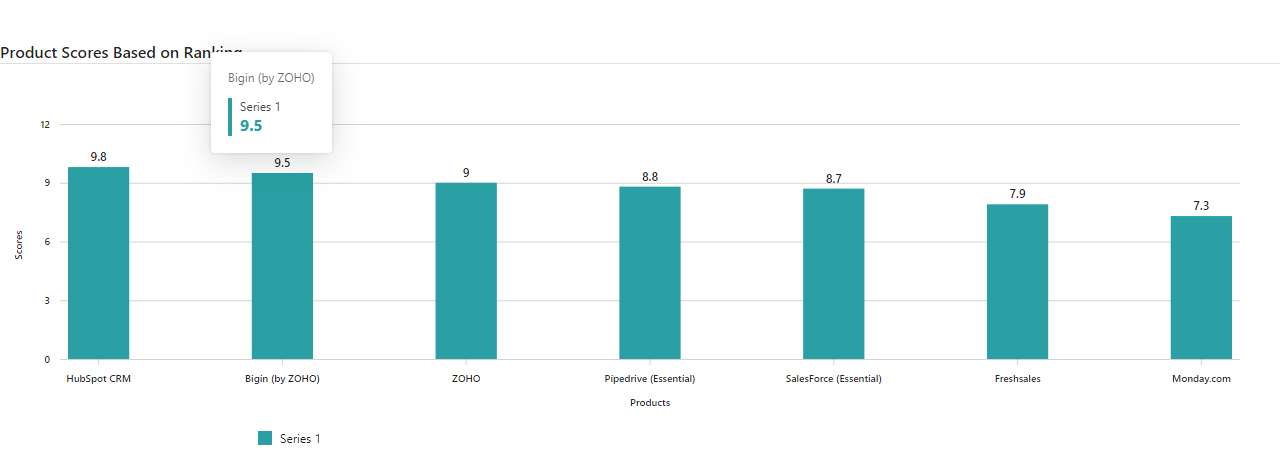 Product Scores Based on Ranking
Bigin (by ZOHO)
Series 1
9.5
12
9
6
3
0
Scores
9.8
9.5
9
8.8
8.7
7.9
7.3
HubSpot CRM
Bigin (by ZOHO)
ZOHO
Pipedrive (Essential)
SalesForce (Essential)
Freshsales
Monday.com
Products
Series 1